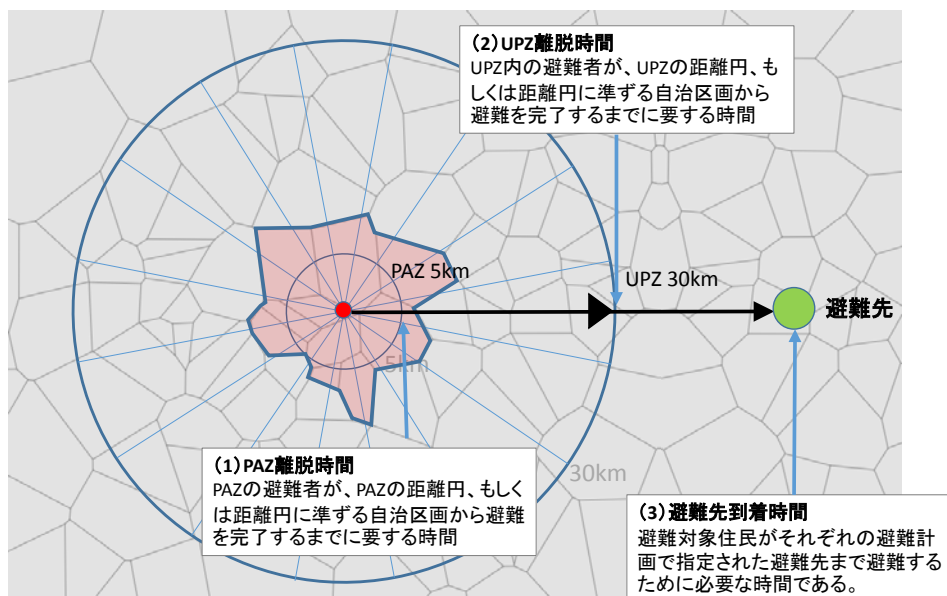 (2)UPZ離脱時間
UPZ内の避難者が、UPZの距離円、も
しくは距離円に準ずる自治区画から
避難を完了するまでに要する時間
PAZ 5km
UPZ 30km
避難先
5km
30km
(1)PAZ離脱時間
PAZの避難者が、PAZの距離円、もしく
は距離円に準ずる自治区画から避難
を完了するまでに要する時間
(3)避難先到着時間
避難対象住民がそれぞれの避難計
画で指定された避難先まで避難する
ために必要な時間である。